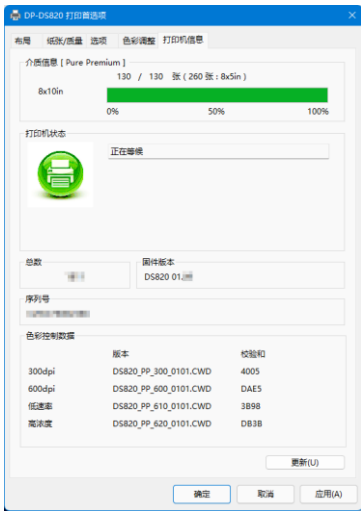 DP-DS820 打印首选项
布局 纸张/质量 选项 色彩调整 打印机信息
介质信息 [ Pure Premium ]
130 / 130 张 ( 260 张 : 8x5in )
8x10in
0% 50% 100%
打印机状态
正在等候
总数 固件版本
DS820 01.
序列号
色彩控制数据
版本 校验和
300dpi DS820_PP_300_0101.CWD 4005
600dpi DS820_PP_600_0101.CWD DAE5
低速率 DS820_PP_610_0101.CWD 3B98
高浓度 DS820_PP_620_0101.CWD DB3B
更新(U)
确定 取消 应用(A)